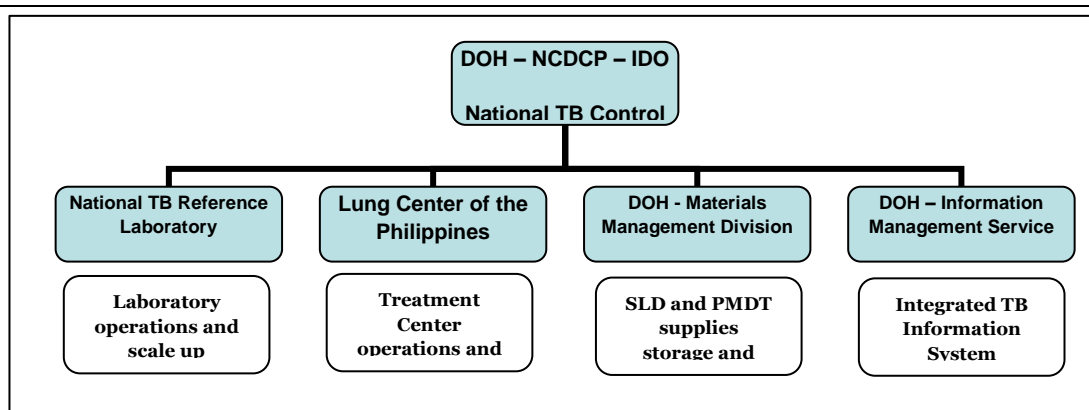 DOH – NCDCP – IDO
National TB Control
National TB Reference
Laboratory
Lung Center of the
Philippines
DOH - Materials
Management Division
DOH – Information
Management Service
Laboratory
operations and
scale up
Treatment
Center
operations and
SLD and PMDT
supplies
storage and
Integrated TB
Information
System